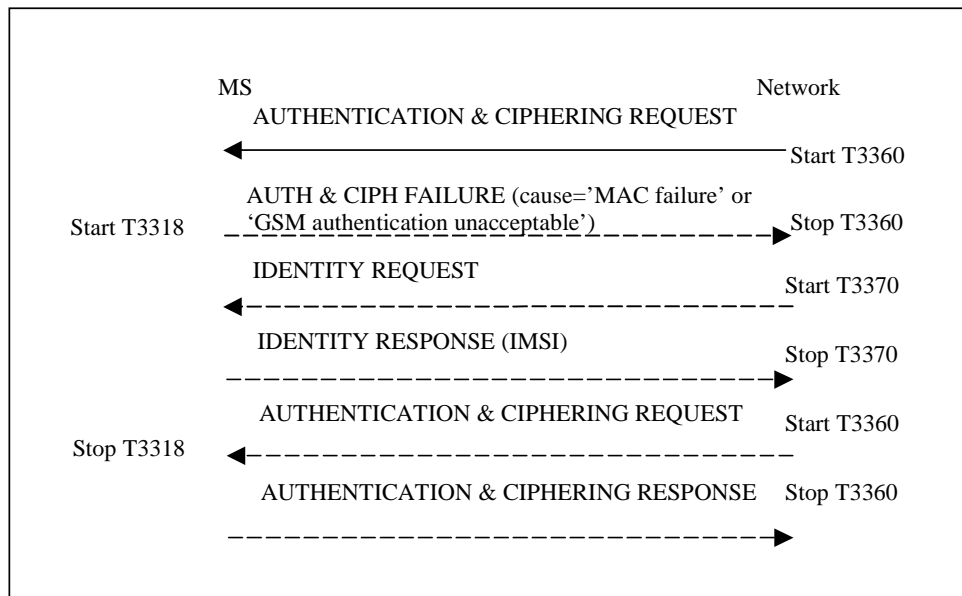 MS Network
AUTHENTICATION & CIPHERING REQUEST
Start T3360
AUTH & CIPH FAILURE (cause='MAC failure' or
Start T3318 ‘GSM authentication unacceptable’) Stop T3360
IDENTITY REQUEST
Start T3370
IDENTITY RESPONSE (IMSI)
Stop T3370
AUTHENTICATION & CIPHERING REQUEST Start T3360
Stop T3318
AUTHENTICATION & CIPHERING RESPONSE Stop T3360